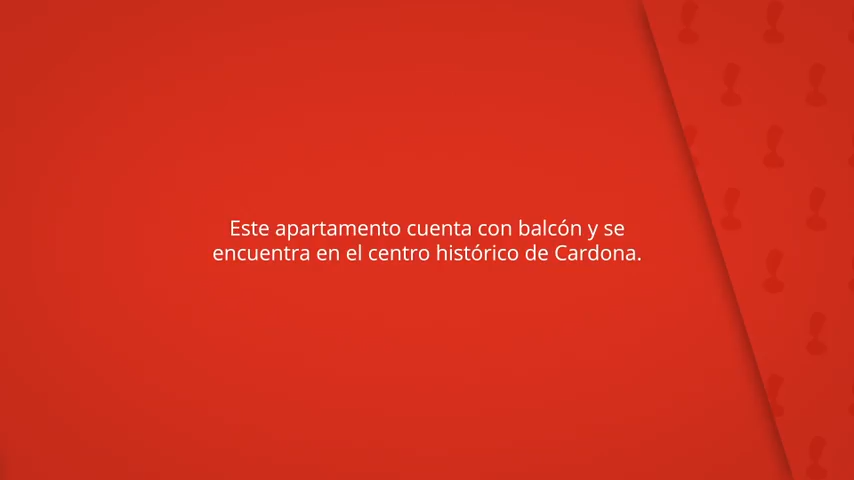 Este apartamento cuenta con balcón y se
encuentra en el centro histórico de Cardona.